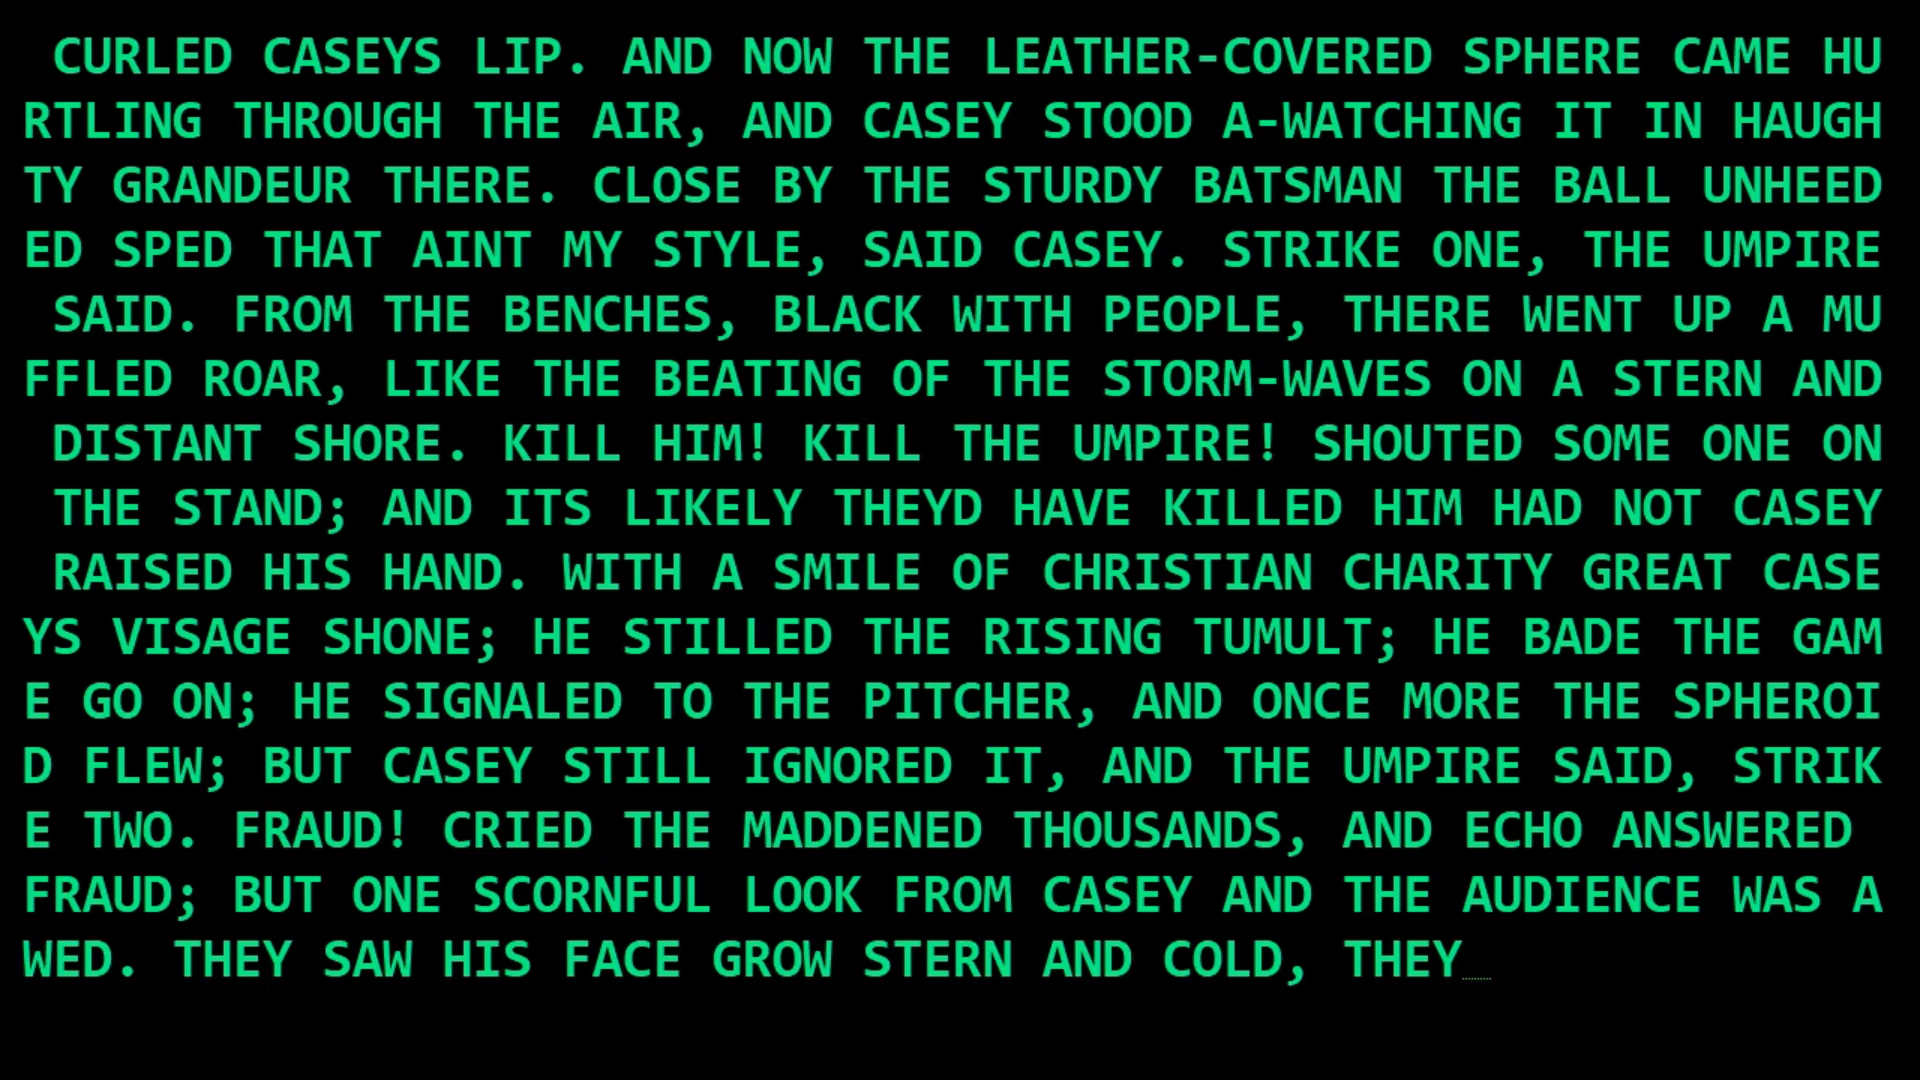 CURLED CASEYS LIP. AND NOW THE LEATHER-COVERED SPHERE CAME HU
RTLING THROUGH THE AIR, AND CASEY STOOD A-WATCHING IT IN HAUGH
TY GRANDEUR THERE. CLOSE BY THE STURDY BATSMAN THE BALL UNHEED
ED SPED THAT AINT MY STYLE, SAID CASEY. STRIKE ONE, THE UMPIRE
SAID. FROM THE BENCHES, BLACK WITH PEOPLE, THERE WENT UP A MU
FFLED ROAR, LIKE THE BEATING OF THE STORM-WAVES ON A STERN AND
DISTANT SHORE. KILL HIM! KILL THE UMPIRE! SHOUTED SOME ONE ON
THE STAND; AND ITS LIKELY THEYD HAVE KILLED HIM HAD NOT CASEY
RAISED HIS HAND. WITH A SMILE OF CHRISTIAN CHARITY GREAT CASE
YS VISAGE SHONE; HE STILLED THE RISING TUMULT; HE BADE THE GAM
E GO ON; HE SIGNALED TO THE PITCHER, AND ONCE MORE THE SPHEROI
D FLEW; BUT CASEY STILL IGNORED IT, AND THE UMPIRE SAID, STRIK
E TWO. FRAUD! CRIED THE MADDENED THOUSANDS, AND ECHO ANSWERED
FRAUD; BUT ONE SCORNFUL LOOK FROM CASEY AND THE AUDIENCE WAS A
WED. THEY SAW HIS FACE GROW STERN AND COLD, THEY_